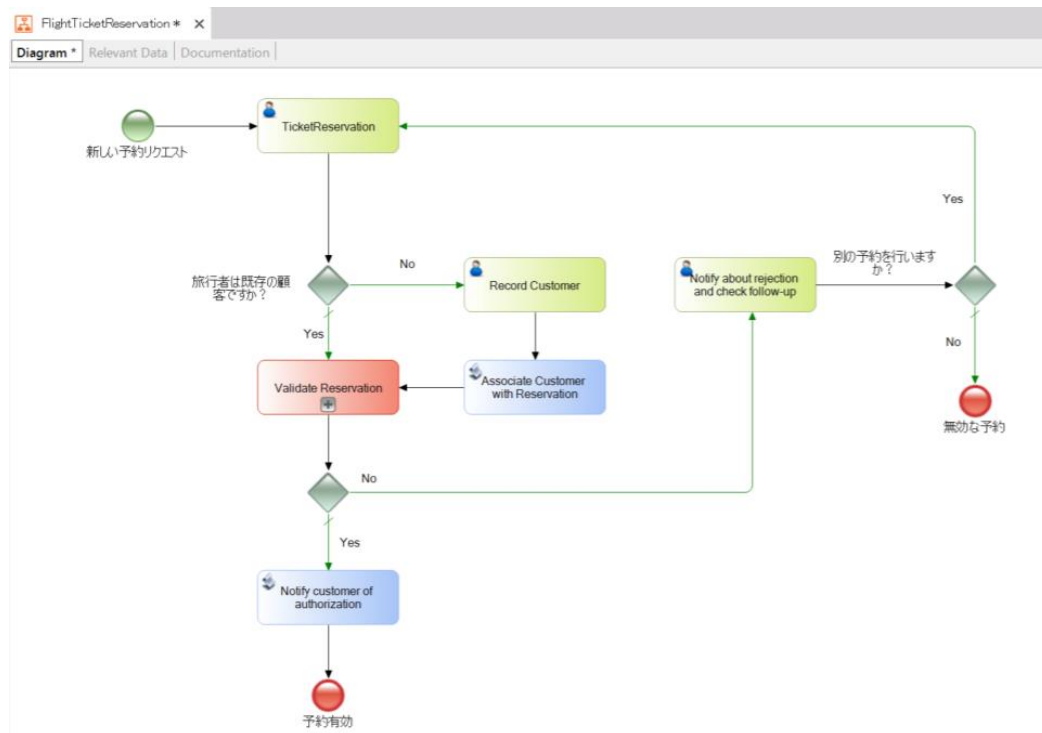 FlightTicketReservation *
Diagram *
Relevant Data
Documentation
新しい予約リクエスト
TicketReservation
旅行者は既存の顧
客ですか？
No
Record Customer
Yes
Validate Reservation
Associate Customer
with Reservation
No
Yes
Notify customer of
authorization
予約有効
Notify about rejection
and check follow-up
別の予約を行います
か？
Yes
No
無効な予約